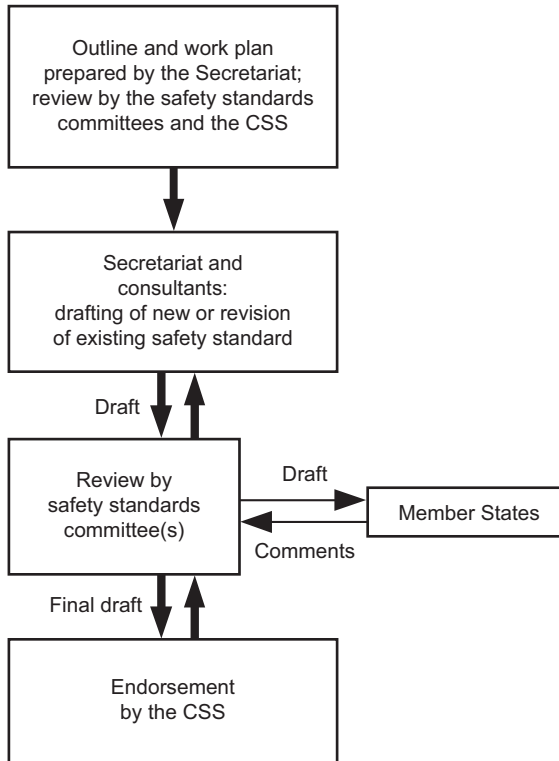 Outline and work plan
prepared by the Secretariat;
review by the safety standards
committees and the CSS
Secretariat and
consultants:
drafting of new or revision
of existing safety standard
Draft
Review by
safety standards
committee(s)
Draft
Member States
Comments
Final draft
Endorsement
by the CSS